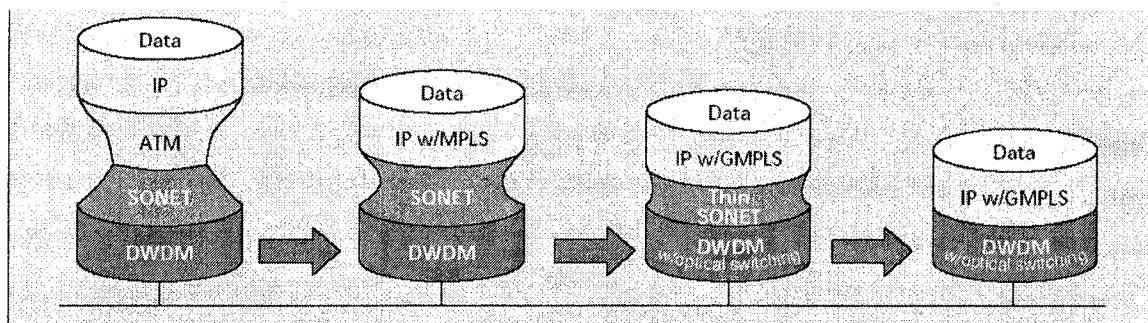 Data
IP
ATM
SONET
DWDM
Data
IP w/MPLS
SONET
DWDM
Data
IP w/GMPLS
Thin
SONET
DWDM
w/optical switching
Data
IP w/GMPLS
DWDM
w/optical switching